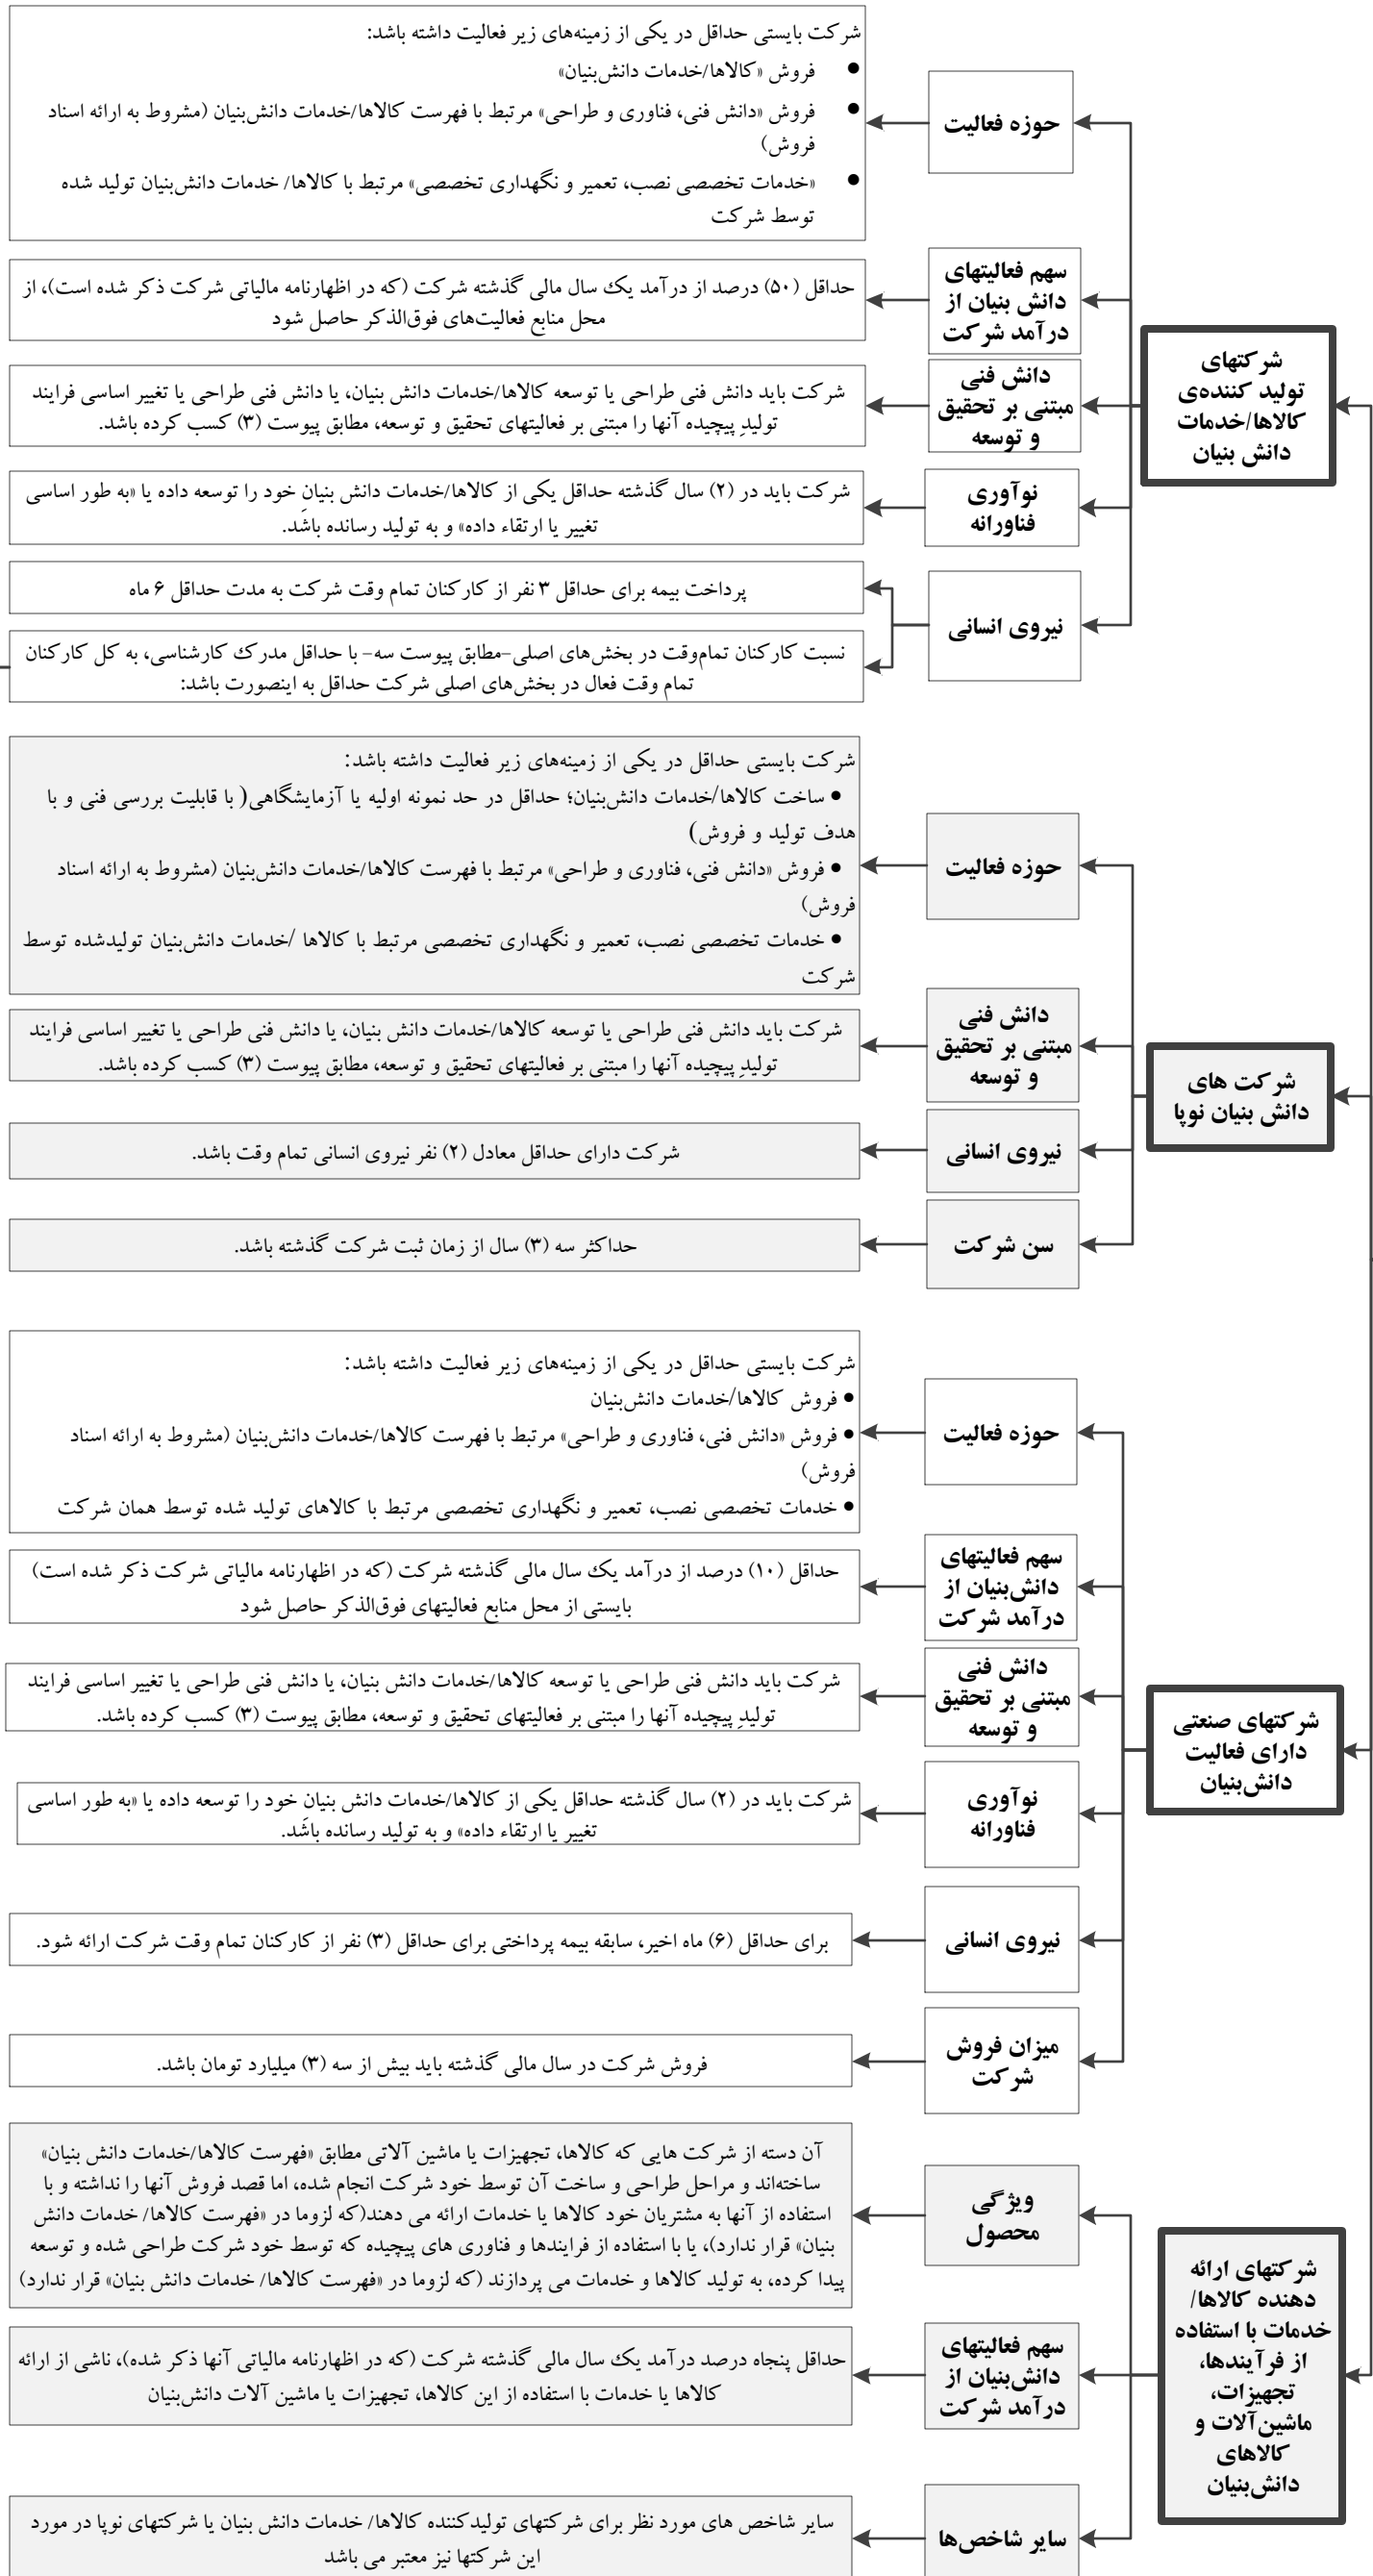 شرکتهای
تولید کننده‌ی
کالاها/خدمات
دانش بنیان
حوزه فعالیت
شرکت بایستی حداقل در یکی از زمینه‌های زیر فعالیت داشته باشد:
● فروش «کالاها/خدمات دانش‌بنیان»
● فروش «دانش فنی، فناوری و طراحی» مرتبط با فهرست کالاها/خدمات دانش‌بنیان (مشروط به ارائه اسناد
فروش)
● «خدمات تخصصی نصب، تعمیر و نگهداری تخصصی» مرتبط با کالاها/ خدمات دانش‌بنیان تولید شده
توسط شرکت
سهم فعالیتهای
دانش بنیان از
درآمد شرکت
حداقل (۵۰) درصد از درآمد یک سال مالی گذشته شرکت (که در اظهارنامه مالیاتی شرکت ذکر شده است)، از
محل منابع فعالیت‌های فوق‌الذکر حاصل شود
دانش فنی
مبتنی بر تحقیق
و توسعه
شرکت باید دانش فنی طراحی یا توسعه کالاها/خدمات دانش بنیان، یا دانش فنی طراحی یا تغییر اساسی فرایند
تولیدِ پیچیده آنها را مبتنی بر فعالیتهای تحقیق و توسعه، مطابق پیوست (۳) کسب کرده باشد.
نوآوری
فناورانه
شرکت باید در (۲) سال گذشته حداقل یکی از کالاها/خدمات دانش بنیانِ خود را توسعه داده یا «به طور اساسی
تغییر یا ارتقاء داده» و به تولید رسانده باشد.
نیروی انسانی
پرداخت بیمه برای حداقل ۳ نفر از کارکنان تمام وقت شرکت به مدت حداقل ۶ ماه
نسبت کارکنان تمام‌وقت در بخش‌های اصلی-مطابق پیوست سه- با حداقل مدرک کارشناسی، به کل کارکنان
تمام وقت فعال در بخش‌های اصلی شرکت حداقل به اینصورت باشد:
شرکت های
دانش بنیان نوپا
حوزه فعالیت
شرکت بایستی حداقل در یکی از زمینه‌های زیر فعالیت داشته باشد:
● ساخت کالاها/خدمات دانش‌بنیان؛ حداقل در حد نمونه اولیه یا آزمایشگاهی( با قابلیت بررسی فنی و با
هدف تولید و فروش)
● فروش «دانش فنی، فناوری و طراحی» مرتبط با فهرست کالاها/خدمات دانش‌بنیان (مشروط به ارائه اسناد
فروش)
● خدمات تخصصی نصب، تعمیر و نگهداری تخصصی مرتبط با کالاها /خدمات دانش‌بنیان تولیدشده توسط
شرکت
دانش فنی
مبتنی بر تحقیق
و توسعه
شرکت باید دانش فنی طراحی یا توسعه کالاها/خدمات دانش بنیان، یا دانش فنی طراحی یا تغییر اساسی فرایند
تولیدِ پیچیده آنها را مبتنی بر فعالیتهای تحقیق و توسعه، مطابق پیوست (۳) کسب کرده باشد.
نیروی انسانی
شرکت دارای حداقل معادل (۲) نفر نیروی انسانی تمام وقت باشد.
سن شرکت
حداکثر سه (۳) سال از زمان ثبت شرکت گذشته باشد.
شرکتهای صنعتی
دارای فعالیت
دانش‌بنیان
حوزه فعالیت
شرکت بایستی حداقل در یکی از زمینه‌های زیر فعالیت داشته باشد:
● فروش کالاها/خدمات دانش‌بنیان
● فروش «دانش فنی، فناوری و طراحی» مرتبط با فهرست کالاها/خدمات دانش‌بنیان (مشروط به ارائه اسناد
فروش)
● خدمات تخصصی نصب، تعمیر و نگهداری تخصصی مرتبط با کالاهای تولید شده توسط همان شرکت
سهم فعالیتهای
دانش‌بنیان از
درآمد شرکت
حداقل (۱۰) درصد از درآمد یک سال مالی گذشته شرکت (که در اظهارنامه مالیاتی شرکت ذکر شده است)
بایستی از محل منابع فعالیتهای فوق‌الذکر حاصل شود
دانش فنی
مبتنی بر تحقیق
و توسعه
شرکت باید دانش فنی طراحی یا توسعه کالاها/خدمات دانش بنیان، یا دانش فنی طراحی یا تغییر اساسی فرایند
تولیدِ پیچیده آنها را مبتنی بر فعالیتهای تحقیق و توسعه، مطابق پیوست (۳) کسب کرده باشد.
نوآوری
فناورانه
شرکت باید در (۲) سال گذشته حداقل یکی از کالاها/خدمات دانش بنیانِ خود را توسعه داده یا «به طور اساسی
تغییر یا ارتقاء داده» و به تولید رسانده باشد.
نیروی انسانی
برای حداقل (۶) ماه اخیر، سابقه بیمه پرداختی برای حداقل (۳) نفر از کارکنان تمام وقت شرکت ارائه شود.
میزان فروش
شرکت
فروش شرکت در سال مالی گذشته باید بیش از سه (۳) میلیارد تومان باشد.
شرکتهای ارائه
دهنده کالاها/
خدمات با استفاده
از فرآیندها،
تجهیزات،
ماشین‌آلات و
کالاهای
دانش‌بنیان
ویژگی
محصول
آن دسته از شرکت هایی که کالاها، تجهیزات یا ماشین آلاتی مطابق «فهرست کالاها/خدمات دانش بنیان»
ساخته‌اند و مراحل طراحی و ساخت آن توسط خود شرکت انجام شده، اما قصد فروش آنها را نداشته و با
استفاده از آنها به مشتریان خود کالاها یا خدمات ارائه می دهند(که لزوما در «فهرست کالاها/ خدمات دانش
بنیان» قرار ندارد)، یا با استفاده از فرایندها و فناوری های پیچیده که توسط خود شرکت طراحی شده و توسعه
پیدا کرده، به تولید کالاها و خدمات می پردازند (که لزوما در «فهرست کالاها/ خدمات دانش بنیان» قرار ندارد)
سهم فعالیتهای
دانش‌بنیان از
درآمد شرکت
حداقل پنجاه درصد درآمد یک سال مالی گذشته شرکت (که در اظهارنامه مالیاتی آنها ذکر شده)، ناشی از ارائه
کالاها یا خدمات با استفاده از این کالاها، تجهیزات یا ماشین آلات دانش‌بنیان
سایر شاخص‌ها
سایر شاخص های مورد نظر برای شرکتهای تولیدکننده کالاها/ خدمات دانش بنیان یا شرکتهای نوپا در مورد
این شرکتها نیز معتبر می باشد